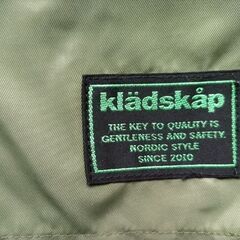 klädskåp
THE KEY TO QUALITY IS
GENTLENESS AND SAFETY.
NORDIC STYLE
SINCE 2010